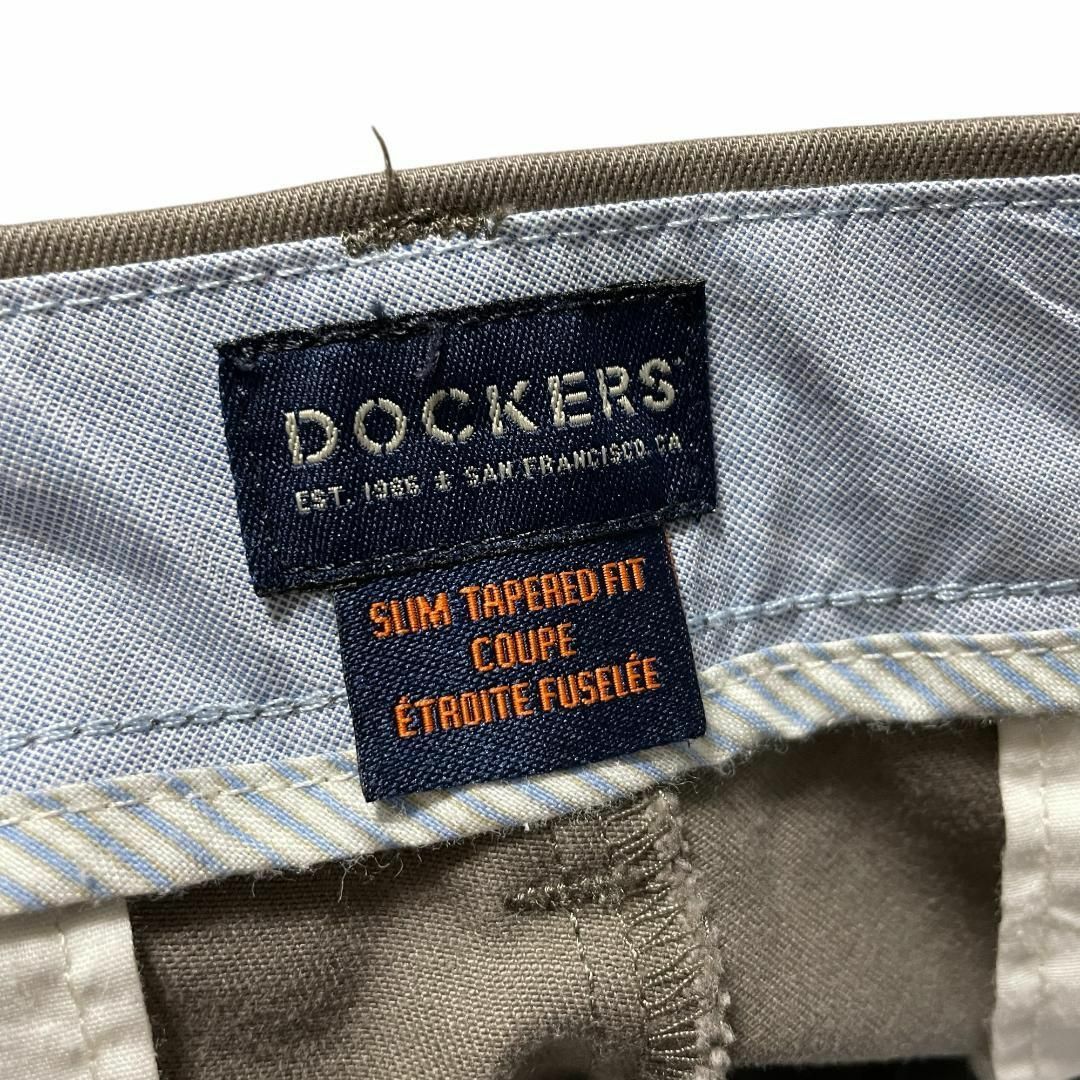 DOCKERS
EST. 1986 ± SAN FRANCISCO, CA
SLIM TAPERED FIT
COUPE
ÉTROITE FUSELÉE